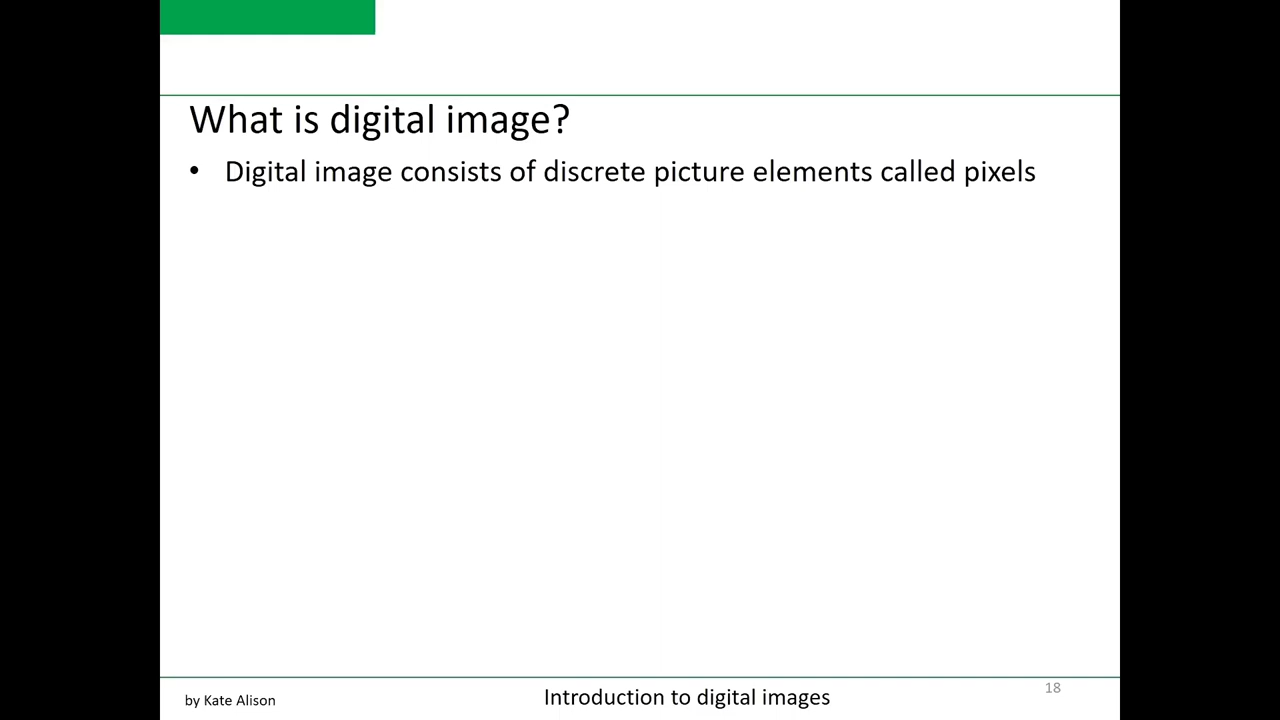 What is digital image?
• Digital image consists of discrete picture elements called pixels
by Kate Alison
Introduction to digital images
18